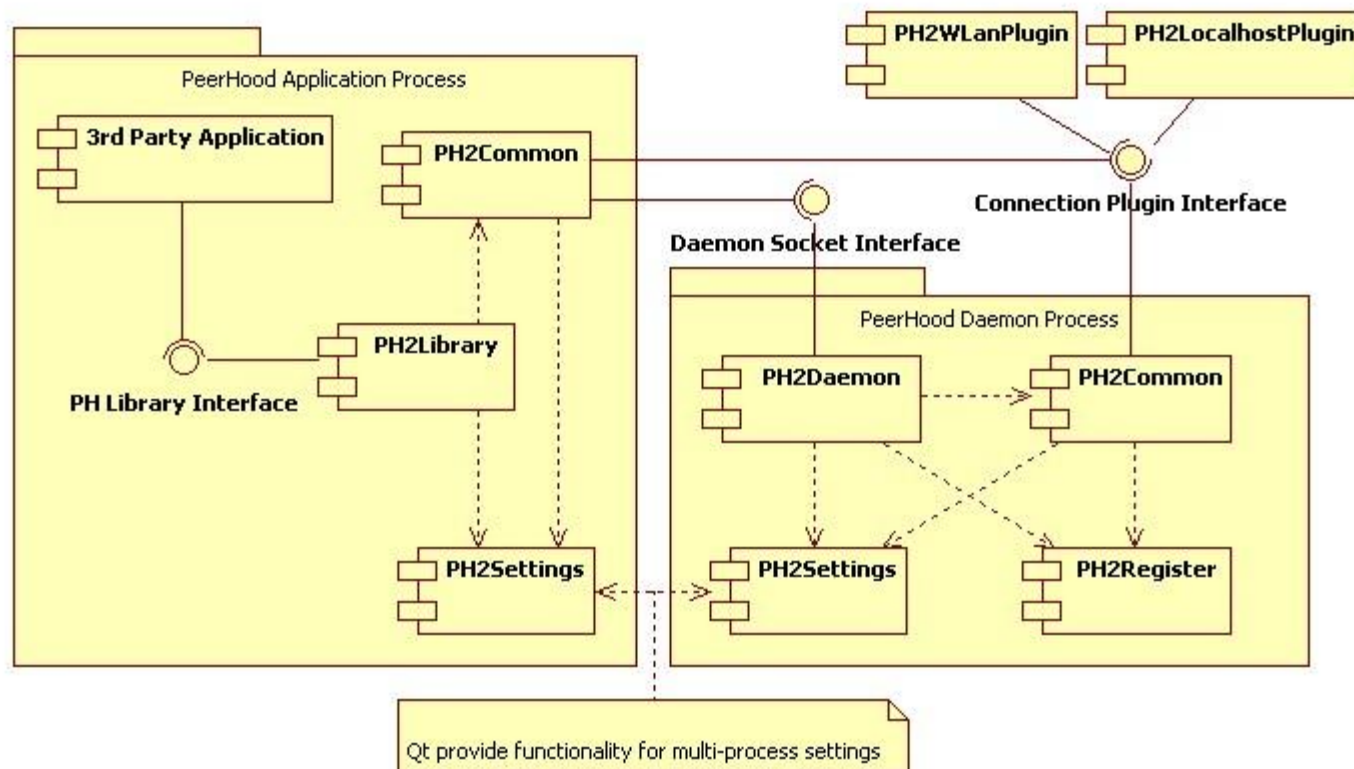 PH2WLanPlugin
PH2LocalhostPlugin
PeerHood Application Process
3rd Party Application
PH2Common
Connection Plugin Interface
Daemon Socket Interface
PeerHood Daemon Process
PH2Library
PH Library Interface
PH2Daemon
PH2Common
PH2Settings
PH2Settings
PH2Register
Qt provide functionality for multi-process settings